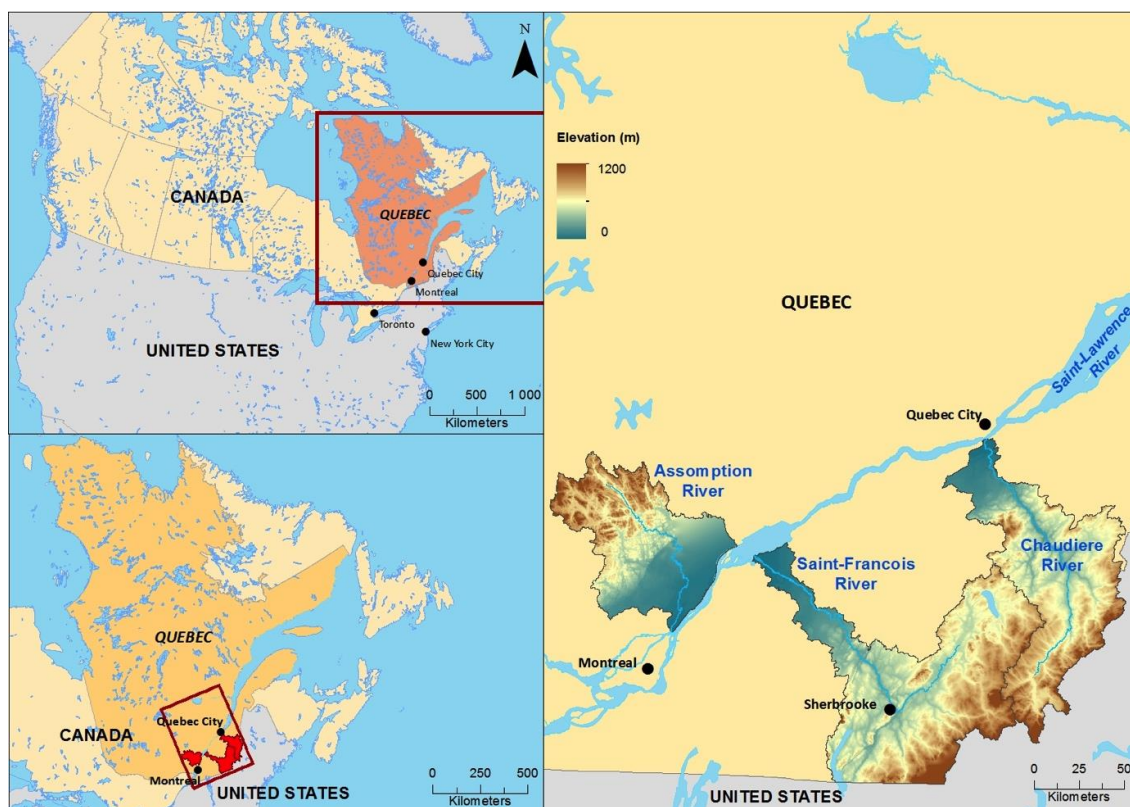 N
CANADA
QUEBEC
Quebec City
Montreal
Toronto
New York City
UNITED STATES
0 500 1 000
Kilometers
QUEBEC
Quebec City
CANADA
Montreal
UNITED STATES
0 250 500
Kilometers
Elevation (m)
1200
0
QUEBEC
Saint-Lawrence
River
Quebec City
Assomption
River
Saint-Francois
River
Chaudiere
River
Montreal
Sherbrooke
UNITED STATES
0 25 50
Kilometers